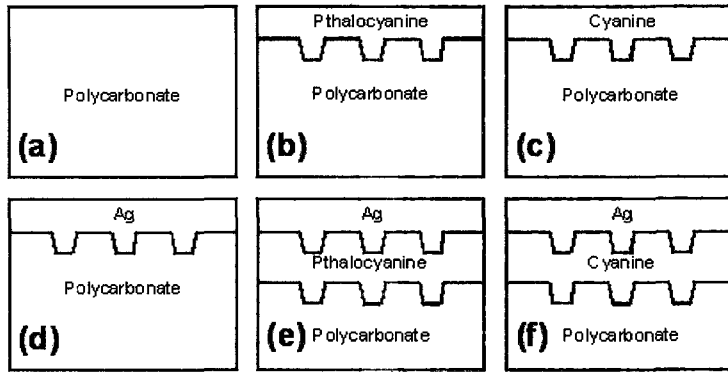 Polycarbonate
(a)
Pthalocyanine
Polycarbonate
(b)
Cyanine
Polycarbonate
(c)
Ag
Polycarbonate
(d)
Ag
Pthalocyanine
Polycarbonate
(e)
Ag
Cyanine
Polycarbonate
(f)